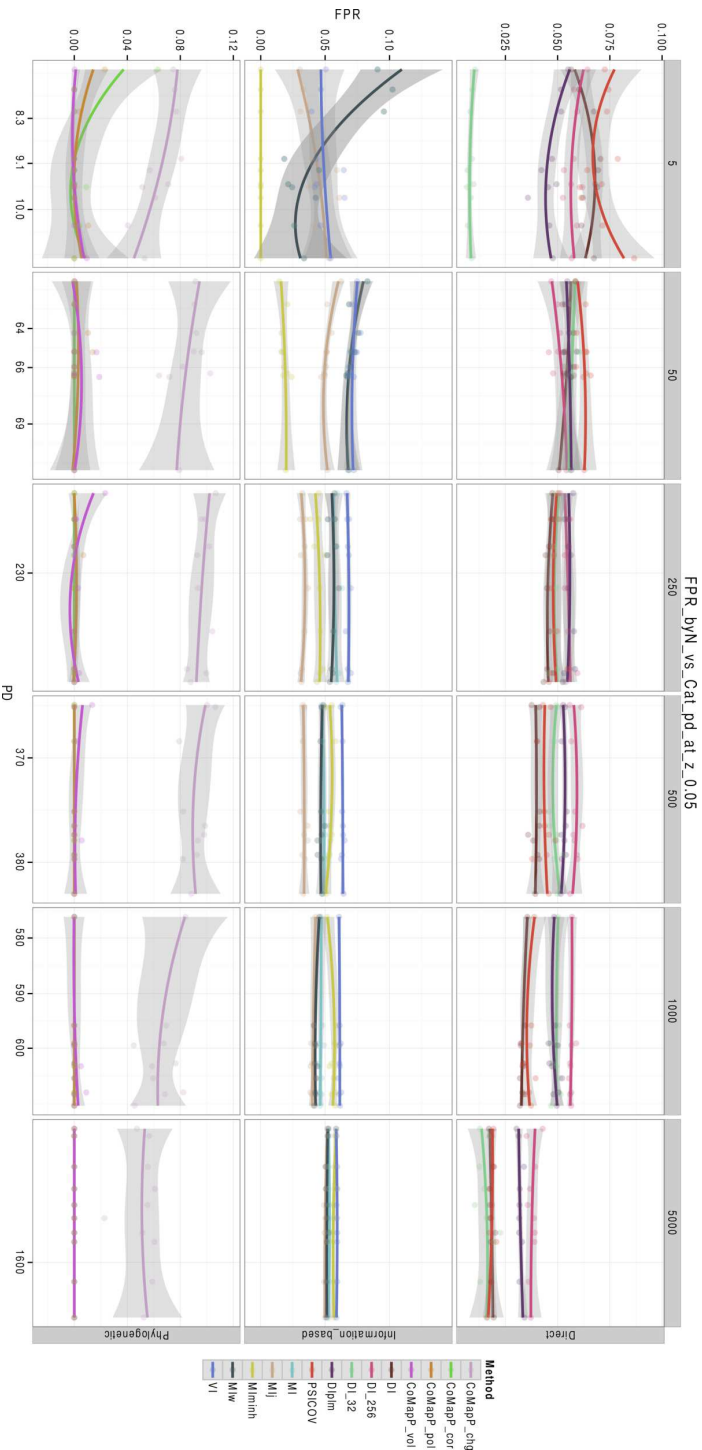 FPR_byN_vs_Cat_pd_at_z_0.05
5
50
250
500
1000
5000
FPR
0.100
0.075
0.050
0.025
Direct
0.10
0.05
0.00
Information_based
0.12
0.08
0.04
0.00
Phylogenetic
8.3
9.1
10.0
64
66
69
230
370
380
580
590
600
1600
PD
Method
CoMapP_chg
CoMapP_cor
CoMapP_pol
CoMapP_vol
DI
DI_256
DI_32
DIplm
PSICOV
MI
MIj
MIminh
MIw
VI